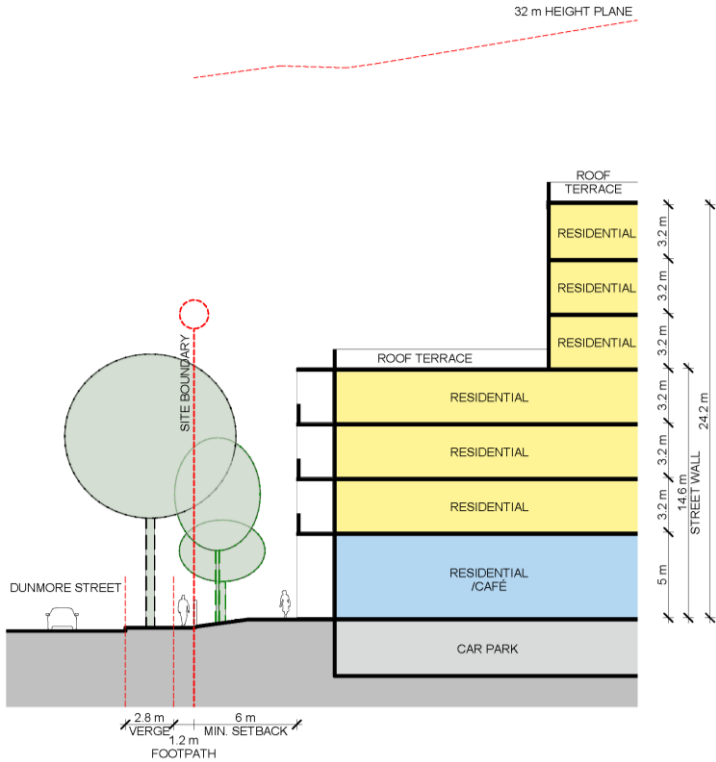 32 m HEIGHT PLANE
ROOF
TERRACE
RESIDENTIAL
3.2 m
RESIDENTIAL
3.2 m
RESIDENTIAL
3.2 m
24.2 m
SITE BOUNDARY
ROOF TERRACE
RESIDENTIAL
3.2 m
RESIDENTIAL
3.2 m
14.6 m
STREET WALL
RESIDENTIAL
3.2 m
DUNMORE STREET
RESIDENTIAL
/CAFÉ
5 m
CAR PARK
2.8 m
VERGE
1.2 m
FOOTPATH
6 m
MIN. SETBACK